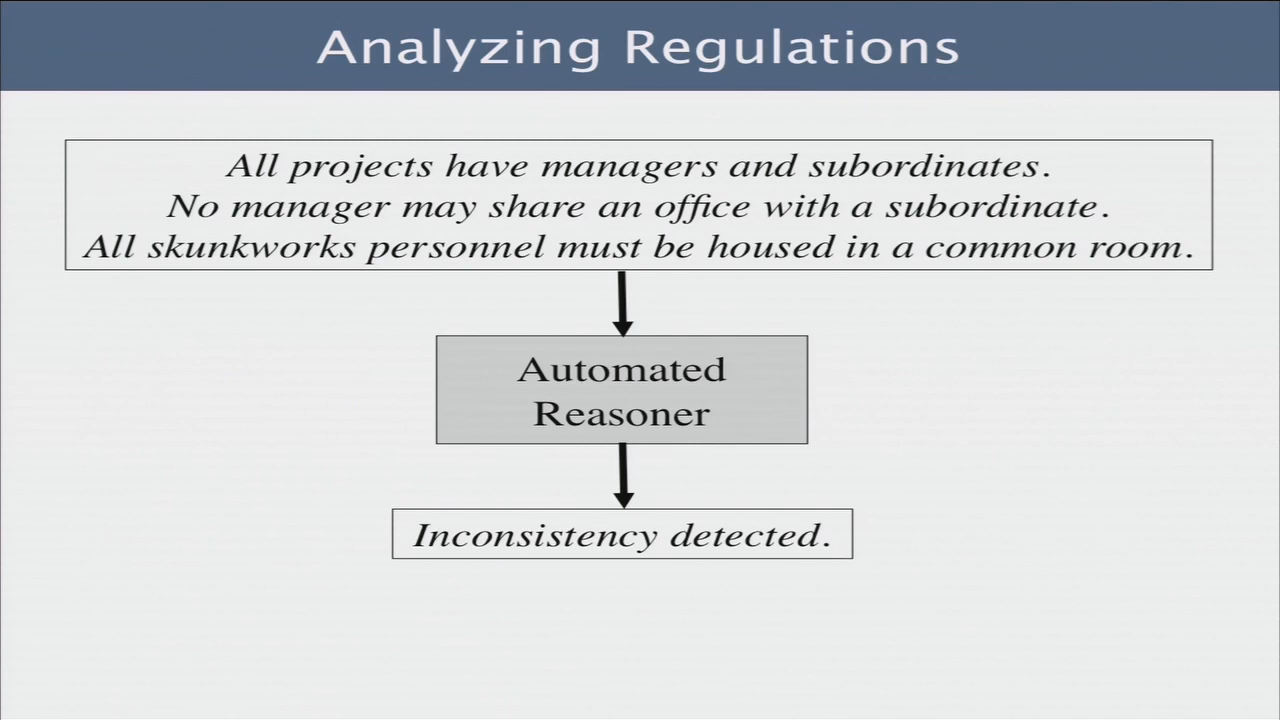 Analyzing Regulations
All projects have managers and subordinates.
No manager may share an office with a subordinate.
All skunkworks personnel must be housed in a common room.
Automated
Reasoner
Inconsistency detected.